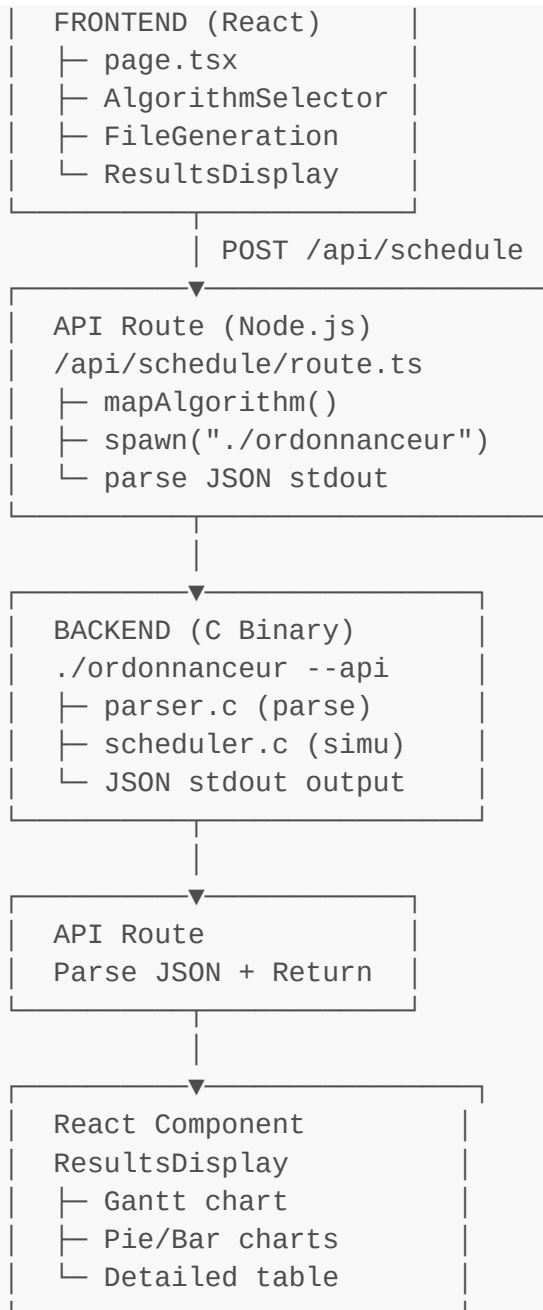 FRONTEND (React)
├─ page.tsx
├─ AlgorithmSelector
├─ FileGeneration
└─ ResultsDisplay
POST /api/schedule
API Route (Node.js)
/api/schedule/route.ts
├─ mapAlgorithm()
├─ spawn("./ordonnanceur")
└─ parse JSON stdout
BACKEND (C Binary)
./ordonnanceur --api
├─ parser.c (parse)
├─ scheduler.c (simu)
└─ JSON stdout output
API Route
Parse JSON + Return
React Component
ResultsDisplay
├─ Gantt chart
├─ Pie/Bar charts
└─ Detailed table